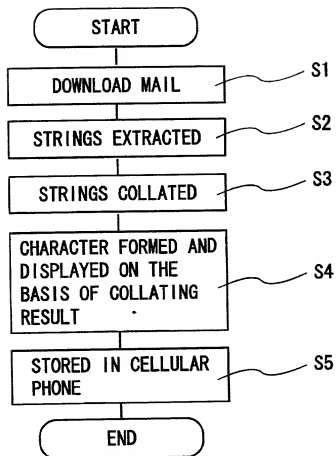 START
DOWNLOAD MAIL
S1
STRINGS EXTRACTED
S2
STRINGS COLLATED
S3
CHARACTER FORMED AND
DISPLAYED ON THE
BASIS OF COLLATING
RESULT
S4
STORED IN CELLULAR
PHONE
S5
END